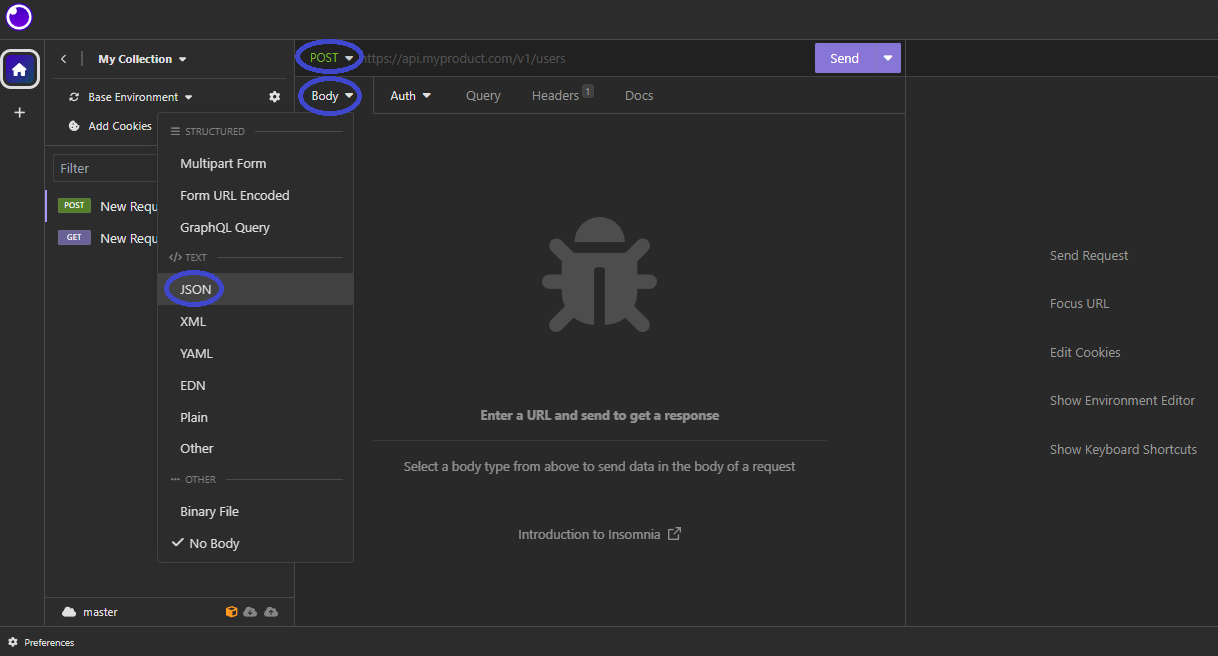 My Collection
POST
https://api.myproduct.com/v1/users
Send
Base Environment
Body
Auth
Query
Headers 1
Docs
Add Cookies
Filter
POST New Requ
GET New Requ
STRUCTURED
Multipart Form
Form URL Encoded
GraphQL Query
</> TEXT
JSON
XML
YAML
EDN
Plain
Other
OTHER
Binary File
No Body
Enter a URL and send to get a response
Select a body type from above to send data in the body of a request
Introduction to Insomnia
Send Request
Focus URL
Edit Cookies
Show Environment Editor
Show Keyboard Shortcuts
master
Preferences